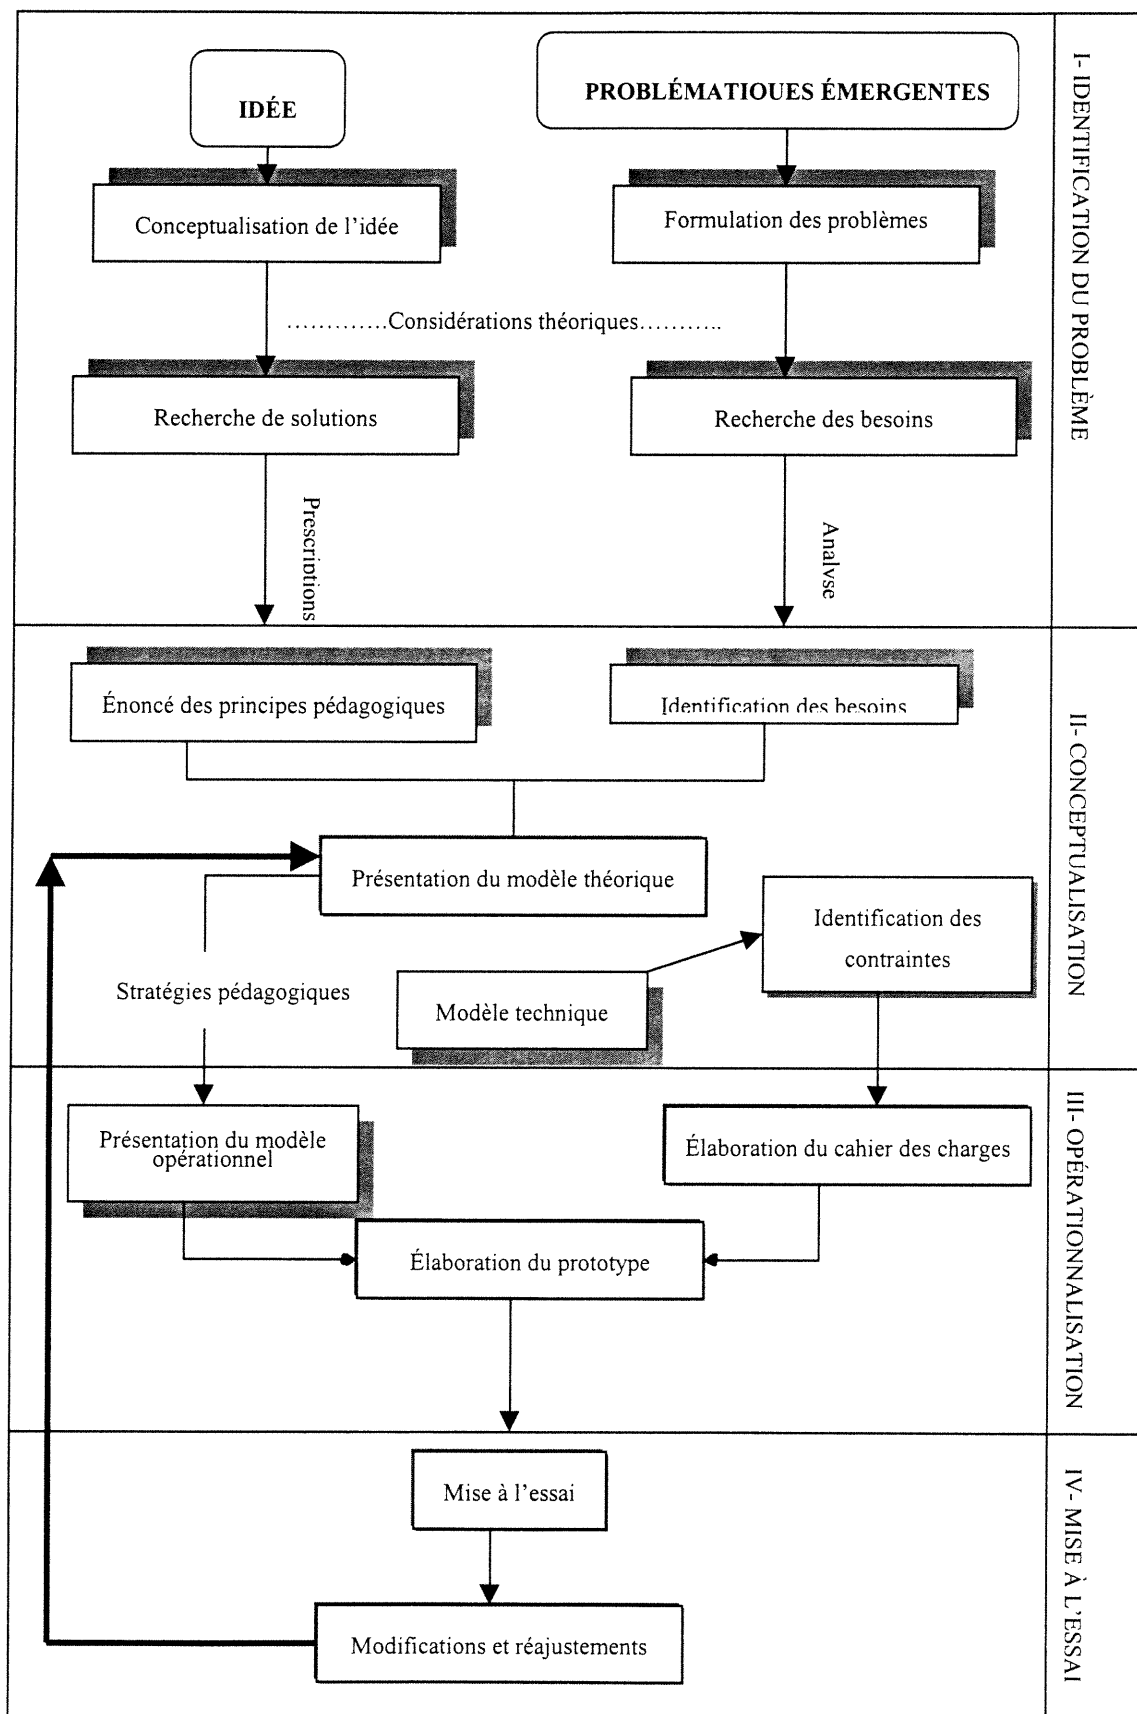 IDÉE
PROBLÉMATIOUES ÉMERGENTES
Conceptualisation de l'idée
Formulation des problèmes
.............Considérations théoriques...........
Recherche de solutions
Recherche des besoins
Prescriptions
Analyse
I- IDENTIFICATION DU PROBLÈME
Énoncé des principes pédagogiques
Identification des besoins
Présentation du modèle théorique
Identification des
contraintes
Stratégies pédagogiques
Modèle technique
II- CONCEPTUALISATION
Présentation du modèle
opérationnel
Élaboration du cahier des charges
Élaboration du prototype
III- OPÉRATIONNALISATION
Mise à l'essai
Modifications et réajustements
IV- MISE À L'ESSAI